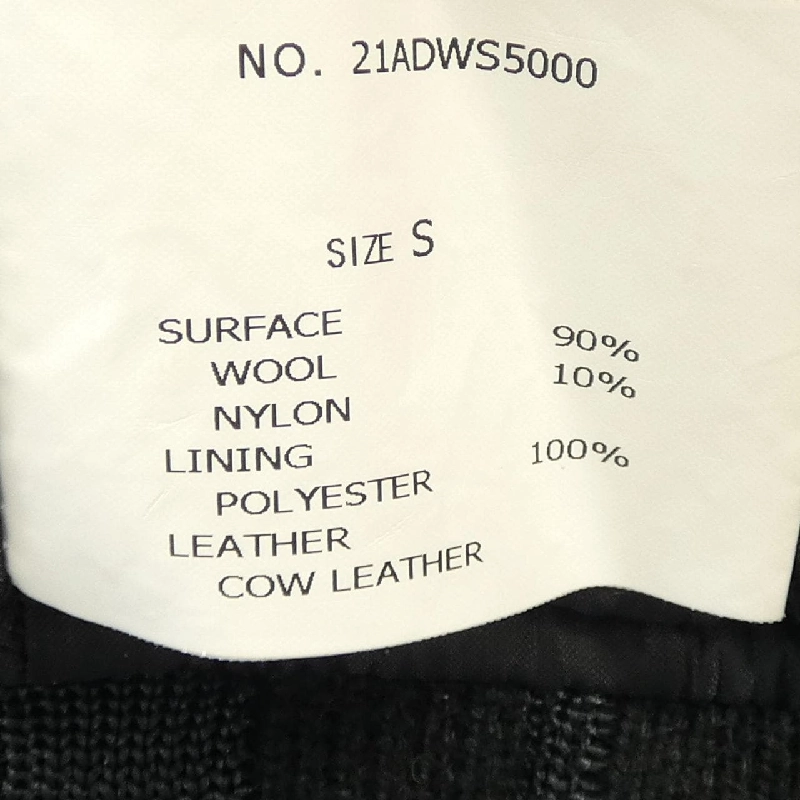 NO. 21ADWS5000
SIZE S
SURFACE
WOOL 90%
NYLON 10%
LINING
POLYESTER 100%
LEATHER
COW LEATHER